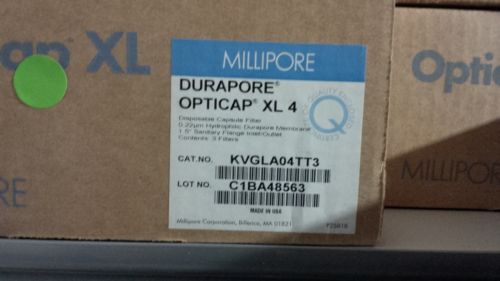 Cap XL
MILLIPORE
DURAPORE®
OPTICAP® XL 4
Disposable Capsule Filter
0.22µm Hydrophilic Durapore Membrane
1.5" Sanitary Flange Inlet/Outlet
Contents: 3 Filters
CAT.NO. KVGLA04TT3
LOT NO. C1BA48563
MADE IN USA
Millipore Corporation, Billerica, MA 01821
Q
Optic
MILLIPORE